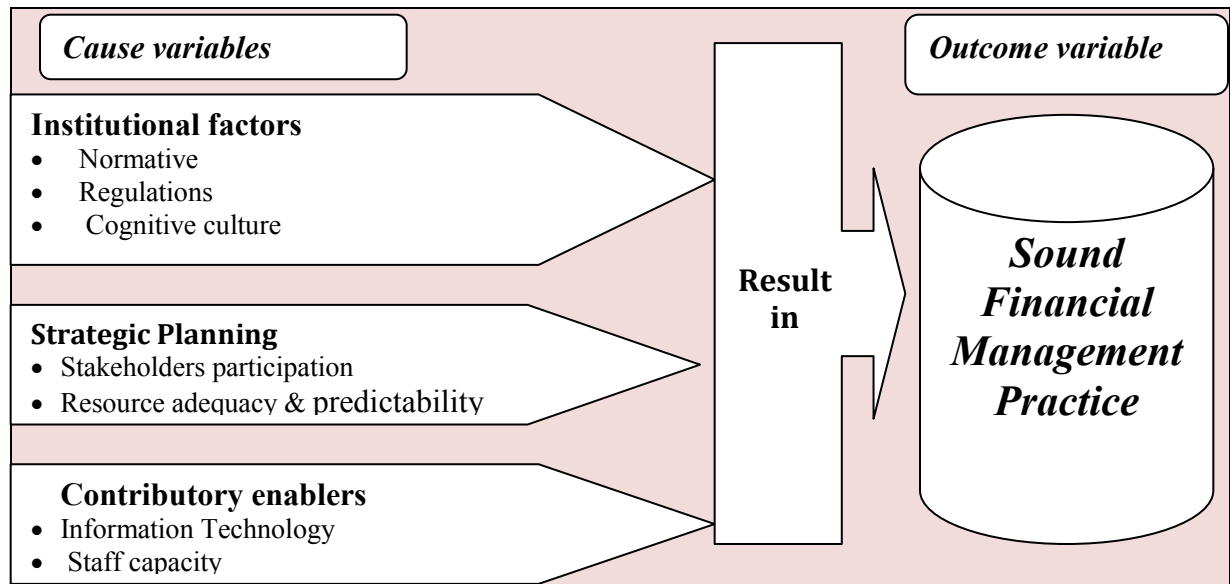 Cause variables
Outcome variable
Institutional factors
• Normative
• Regulations
• Cognitive culture
Strategic Planning
• Stakeholders participation
• Resource adequacy & predictability
Contributory enablers
• Information Technology
• Staff capacity
Result
in
Sound
Financial
Management
Practice